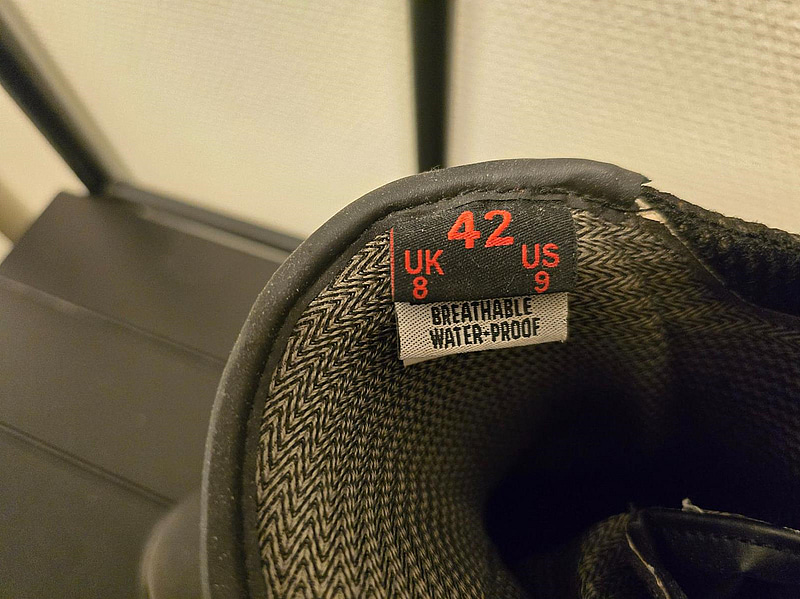 42
UK US
8 9
BREATHABLE
WATER-PROOF